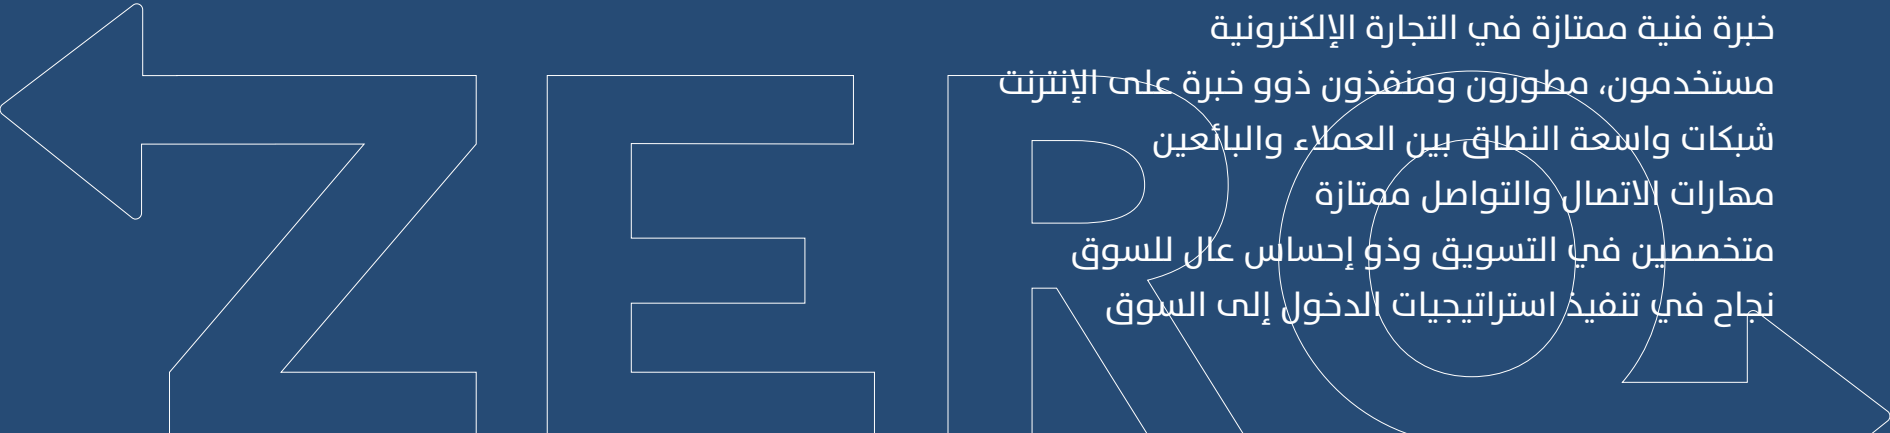 خبرة فنية ممتازة في التجارة الإلكترونية
مستخدمون، مطورون ومنفذون ذوو خبرة على الإنترنت
شبكات واسعة النطاق بين العملاء والبائعين
مهارات الاتصال والتواصل ممتازة
متخصصين في التسويق وذو إحساس عال للسوق
نجاح في تنفيذ استراتيجيات الدخول إلى السوق
ZERO